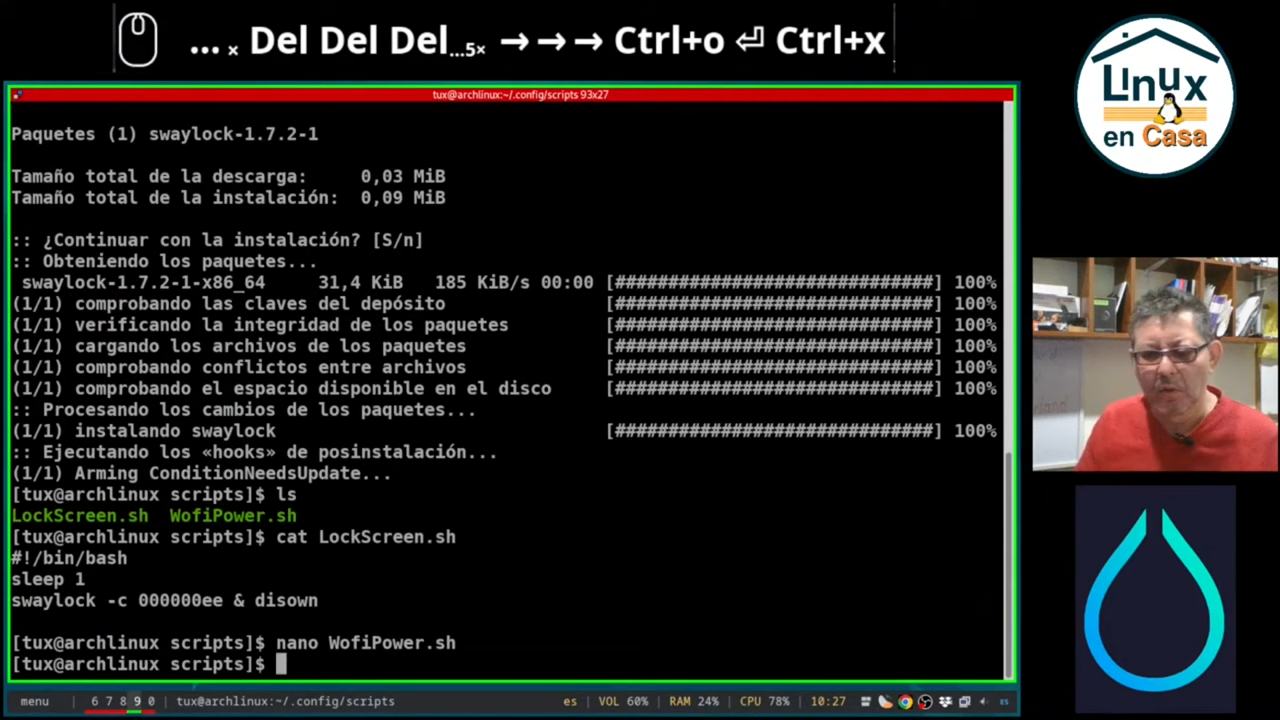 ... × Del Del Del...5× →→→ Ctrl+o ⏎ Ctrl+x
LInux
en Casa
tux@archlinux:~/.config/scripts 93x27
Paquetes (1) swaylock-1.7.2-1
Tamaño total de la descarga:     0,03 MiB
Tamaño total de la instalación:  0,09 MiB
:: ¿Continuar con la instalación? [S/n]
:: Obteniendo los paquetes...
swaylock-1.7.2-1-x86_64     31,4 KiB   185 KiB/s 00:00 [##############################] 100%
(1/1) comprobando las claves del depósito              [##############################] 100%
(1/1) verificando la integridad de los paquetes        [##############################] 100%
(1/1) cargando los archivos de los paquetes            [##############################] 100%
(1/1) comprobando conflictos entre archivos            [##############################] 100%
(1/1) comprobando el espacio disponible en el disco    [##############################] 100%
:: Procesando los cambios de los paquetes...
(1/1) instalando swaylock                              [##############################] 100%
:: Ejecutando los «hooks» de posinstalación...
(1/1) Arming ConditionNeedsUpdate...
[tux@archlinux scripts]$ ls
LockScreen.sh  WofiPower.sh
[tux@archlinux scripts]$ cat LockScreen.sh
#!/bin/bash
sleep 1
swaylock -c 000000ee & disown
[tux@archlinux scripts]$ nano WofiPower.sh
[tux@archlinux scripts]$
menu 6 7 8 9 0 tux@archlinux:~/.config/scripts es VOL 60% RAM 24% CPU 78% 10:27 es